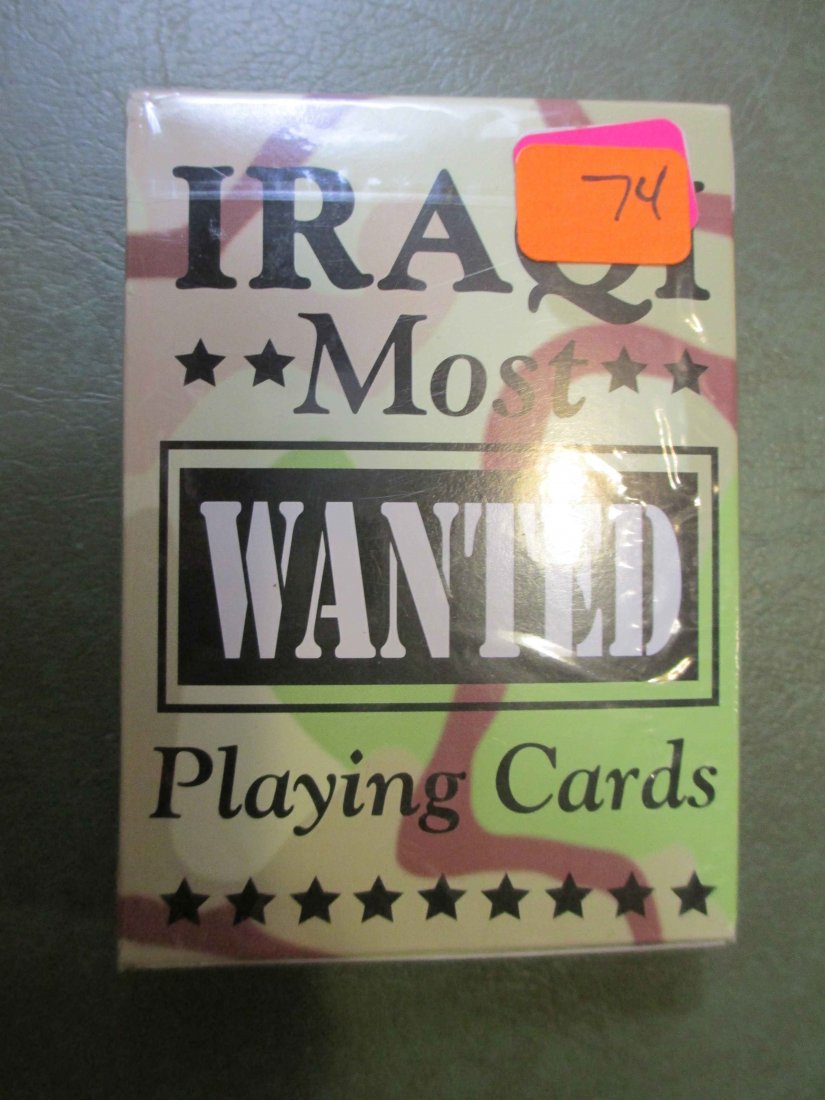 74
IRAQI
Most
WANTED
Playing Cards